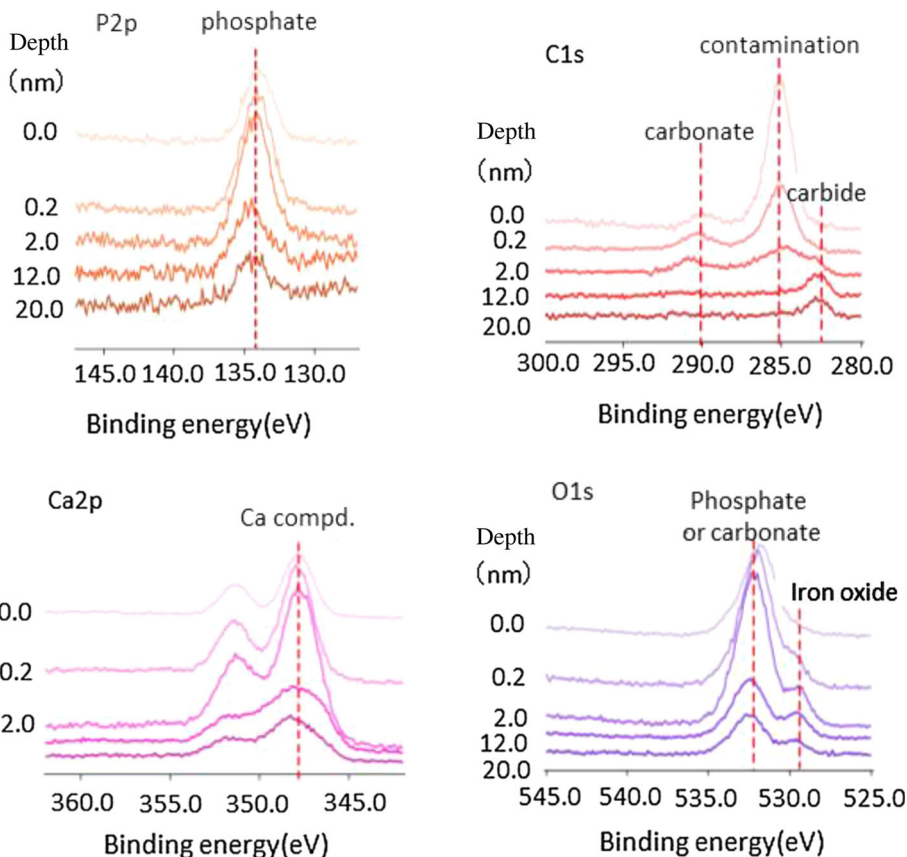 P2p
phosphate
Depth
(nm)
0.0
0.2
2.0
12.0
20.0
145.0 140.0 135.0 130.0
Binding energy(eV)
C1s
contamination
carbonate
Depth
(nm)
carbide
0.0
0.2
2.0
12.0
20.0
300.0 295.0 290.0 285.0 280.0
Binding energy(eV)
Ca2p
Ca compd.
0.0
0.2
2.0
360.0 355.0 350.0 345.0
Binding energy(eV)
O1s
Phosphate
or carbonate
Depth
(nm)
Iron oxide
0.0
0.2
2.0
12.0
20.0
545.0 540.0 535.0 530.0 525.0
Binding energy(eV)